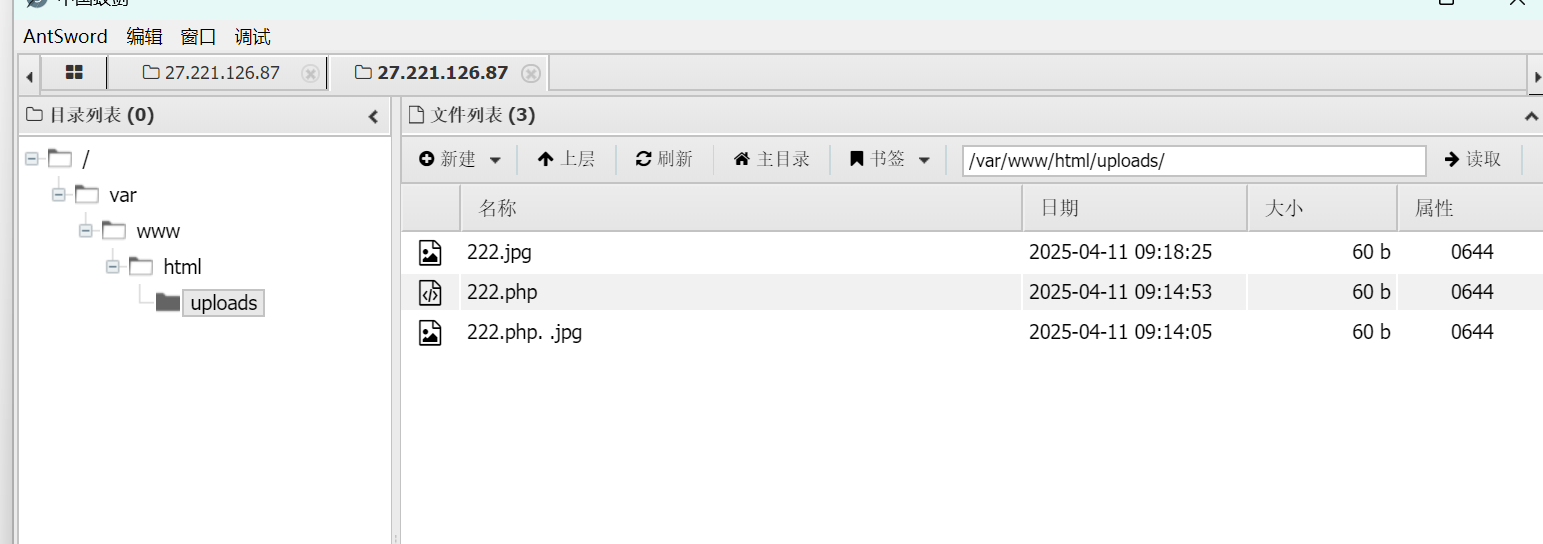 AntSword 编辑 窗口 调试
27.221.126.87 27.221.126.87
目录列表 (0)
文件列表 (3)
新建 上层 刷新 主目录 书签 /var/www/html/uploads/ 读取
/
var
www
html
uploads
名称 日期 大小 属性
222.jpg 2025-04-11 09:18:25 60 b 0644
222.php 2025-04-11 09:14:53 60 b 0644
222.php. .jpg 2025-04-11 09:14:05 60 b 0644